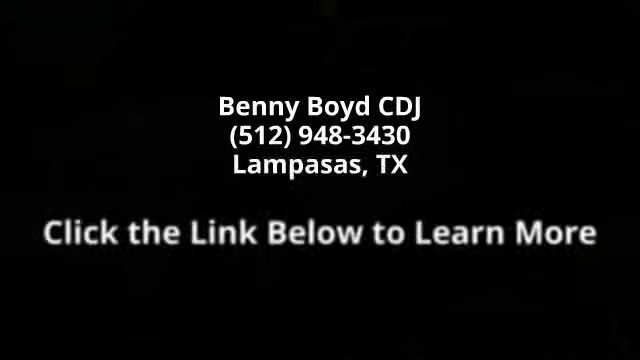 Benny Boyd CDJ
(512) 948-3430
Lampasas, TX
Click the Link Below to Learn More